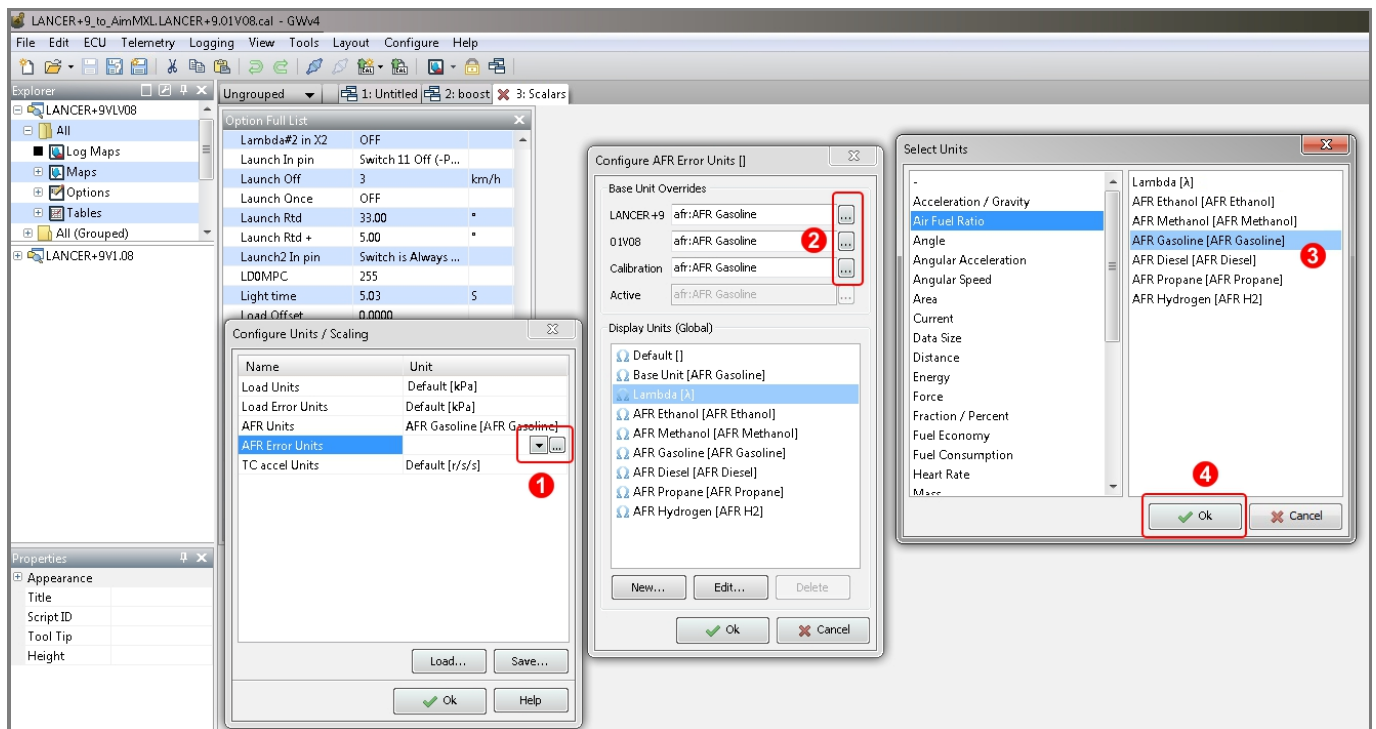 LANCER+9_to_AimMXL.LANCER+9.01V08.cal - GWv4
File Edit ECU Telemetry Logging View Tools Layout Configure Help
Explorer
LANCER+9VLV08
All
Log Maps
Maps
Options
Tables
All (Grouped)
LANCER+9V1.08
Properties
Appearance
Title
Script ID
Tool Tip
Height
Ungrouped 1: Untitled 2: boost 3: Scalars
Option Full List
Lambda#2 in X2 OFF
Launch In pin Switch 11 Off (-P...
Launch Off 3 km/h
Launch Once OFF
Launch Rtd 33.00 °
Launch Rtd + 5.00 °
Launch2 In pin Switch is Always ...
LD0MPC 255
Light time 5.03 S
Load Offset 0.0000
Configure Units / Scaling
Name Unit
Load Units Default [kPa]
Load Error Units Default [kPa]
AFR Units AFR Gasoline [AFR Gasoline]
AFR Error Units ...
TC accel Units Default [r/s/s]
1
Load... Save...
Ok Help
Configure AFR Error Units []
Base Unit Overrides
LANCER +9 afr:AFR Gasoline ...
01V08 afr:AFR Gasoline 2 ...
Calibration afr:AFR Gasoline ...
Active afr:AFR Gasoline ...
Display Units (Global)
Ω Default []
Ω Base Unit [AFR Gasoline]
Ω Lambda [λ]
Ω AFR Ethanol [AFR Ethanol]
Ω AFR Methanol [AFR Methanol]
Ω AFR Gasoline [AFR Gasoline]
Ω AFR Diesel [AFR Diesel]
Ω AFR Propane [AFR Propane]
Ω AFR Hydrogen [AFR H2]
New... Edit... Delete
Ok Cancel
Select Units
-
Acceleration / Gravity
Air Fuel Ratio
Angle
Angular Acceleration
Angular Speed
Area
Current
Data Size
Distance
Energy
Force
Fraction / Percent
Fuel Economy
Fuel Consumption
Heart Rate
Mass
Lambda [λ]
AFR Ethanol [AFR Ethanol]
AFR Methanol [AFR Methanol]
AFR Gasoline [AFR Gasoline]
3
AFR Diesel [AFR Diesel]
AFR Propane [AFR Propane]
AFR Hydrogen [AFR H2]
4
Ok Cancel